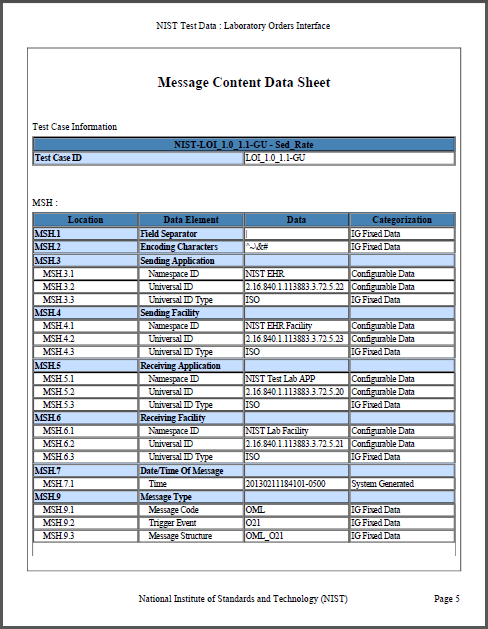 NIST Test Data : Laboratory Orders Interface
Message Content Data Sheet
Test Case Information
NIST-LOI_1.0_1.1-GU - Sed_Rate
Test Case ID LOI_1.0_1.1-GU
MSH :
Location Data Element Data Categorization
MSH.1 Field Separator | IG Fixed Data
MSH.2 Encoding Characters ^~\&# IG Fixed Data
MSH.3 Sending Application
MSH.3.1 Namespace ID NIST EHR Configurable Data
MSH.3.2 Universal ID 2.16.840.1.113883.3.72.5.22 Configurable Data
MSH.3.3 Universal ID Type ISO IG Fixed Data
MSH.4 Sending Facility
MSH.4.1 Namespace ID NIST EHR Facility Configurable Data
MSH.4.2 Universal ID 2.16.840.1.113883.3.72.5.23 Configurable Data
MSH.4.3 Universal ID Type ISO IG Fixed Data
MSH.5 Receiving Application
MSH.5.1 Namespace ID NIST Test Lab APP Configurable Data
MSH.5.2 Universal ID 2.16.840.1.113883.3.72.5.20 Configurable Data
MSH.5.3 Universal ID Type ISO IG Fixed Data
MSH.6 Receiving Facility
MSH.6.1 Namespace ID NIST Lab Facility Configurable Data
MSH.6.2 Universal ID 2.16.840.1.113883.3.72.5.21 Configurable Data
MSH.6.3 Universal ID Type ISO IG Fixed Data
MSH.7 Date/Time Of Message
MSH.7.1 Time 20130211184101-0500 System Generated
MSH.9 Message Type
MSH.9.1 Message Code OML IG Fixed Data
MSH.9.2 Trigger Event O21 IG Fixed Data
MSH.9.3 Message Structure OML_O21 IG Fixed Data
National Institute of Standards and Technology (NIST) Page 5